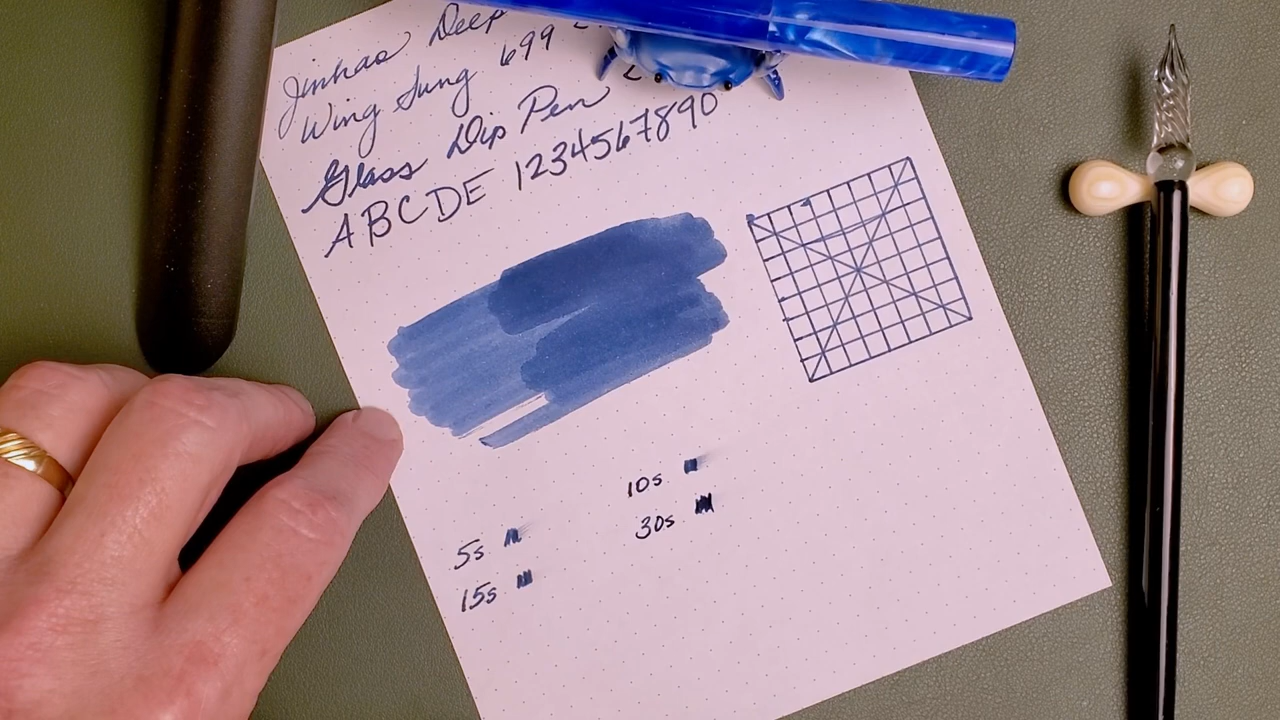 Jinhao Deep
Wing Sung 699
Glass Dip Pen
ABCDE 1234567890
10s
30s
5s
15s